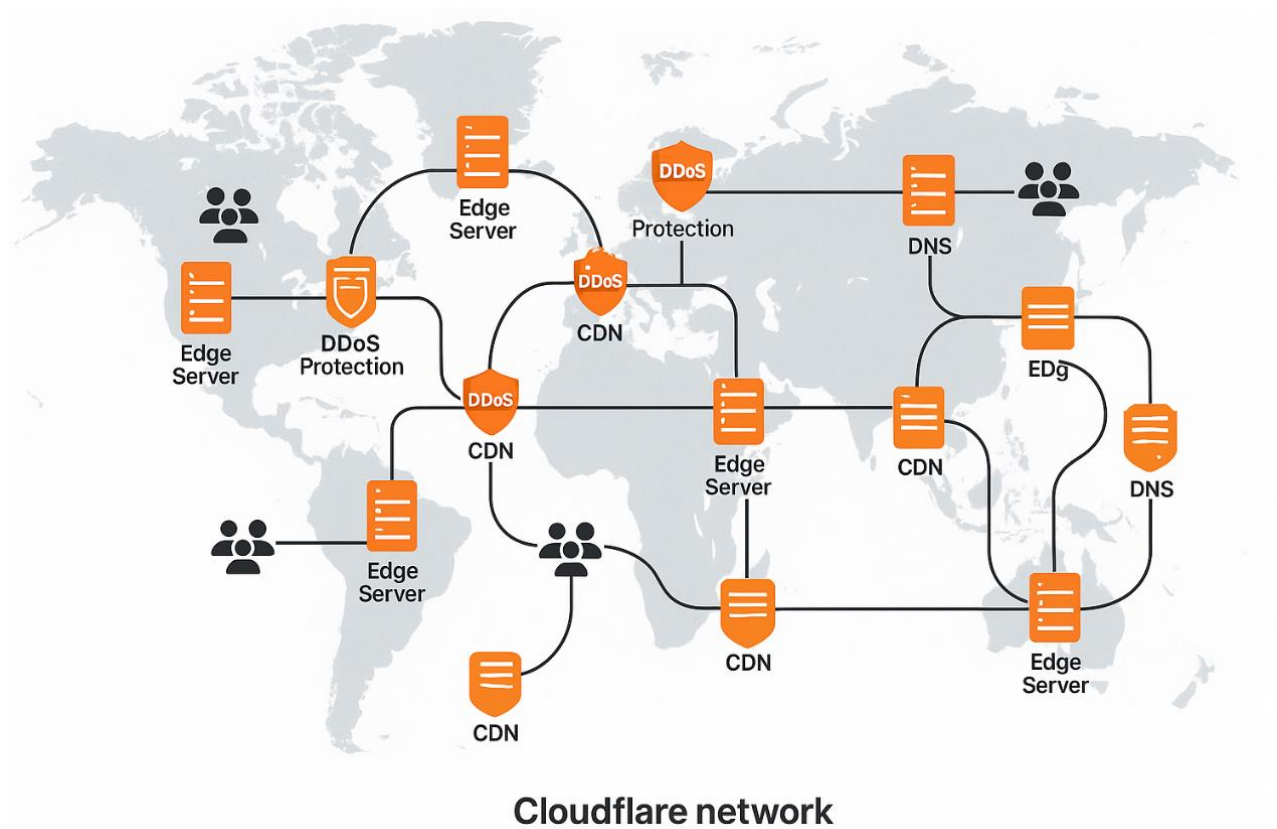 DDoS
Protection
Edge
Server
DNS
DDoS
CDN
EDg
Edge
Server
DDoS
Protection
DDoS
CDN
Edge
Server
CDN
DNS
Edge
Server
CDN
Edge
Server
CDN
Cloudflare network